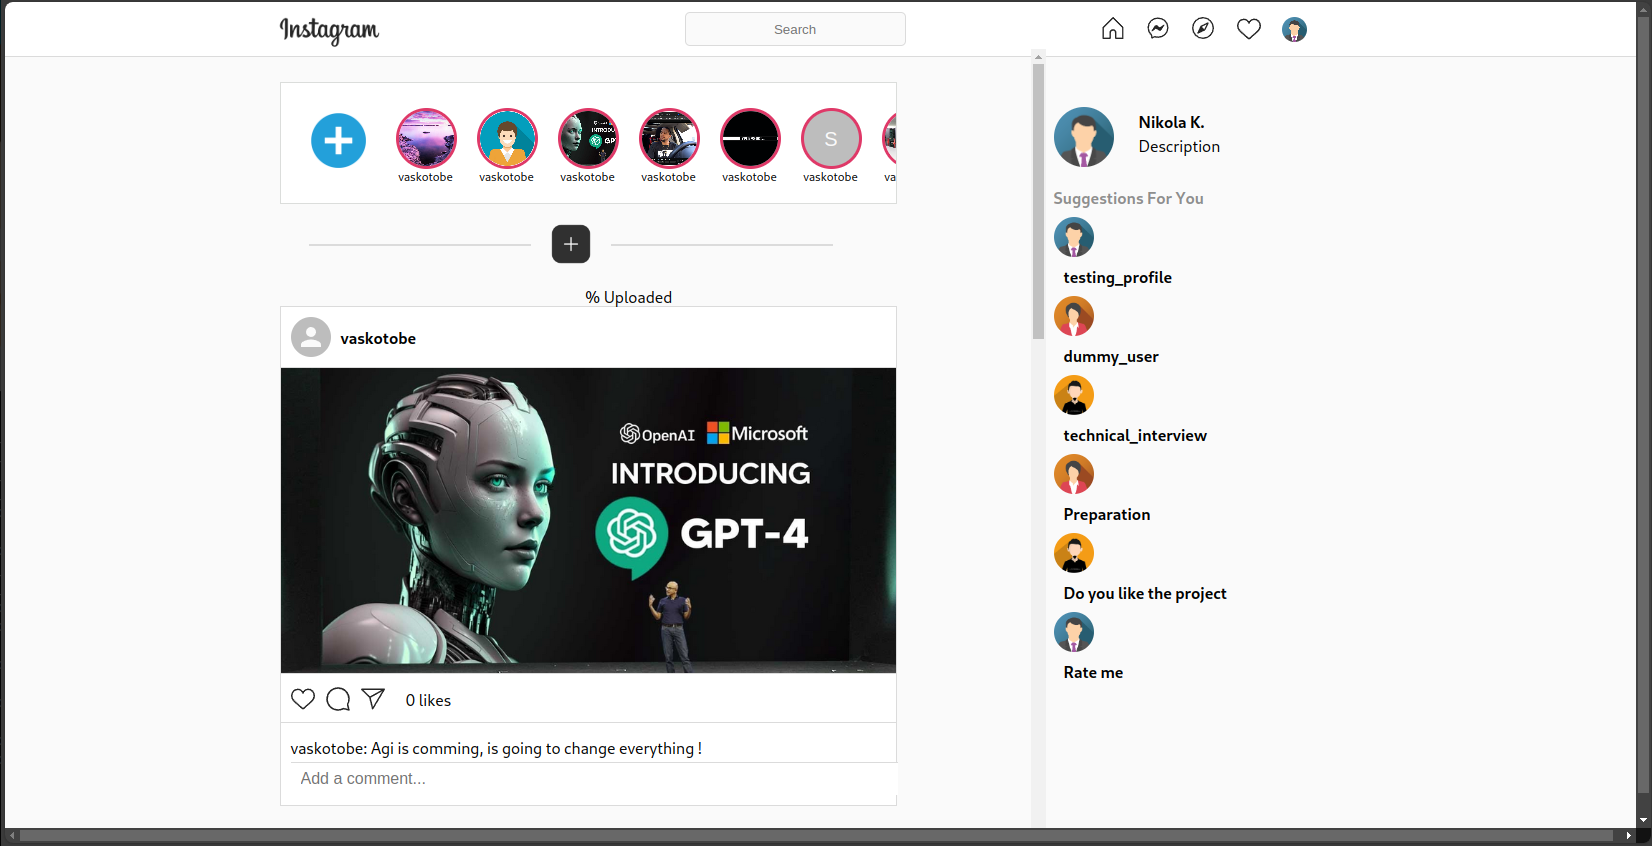 Instagram
Search
vaskotobe
vaskotobe
vaskotobe
vaskotobe
vaskotobe
S
vaskotobe
va
INTRODU
GP
% Uploaded
vaskotobe
OpenAI Microsoft
INTRODUCING
GPT-4
0 likes
vaskotobe: Agi is comming, is going to change everything !
Add a comment...
Nikola K.
Description
Suggestions For You
testing_profile
dummy_user
technical_interview
Preparation
Do you like the project
Rate me